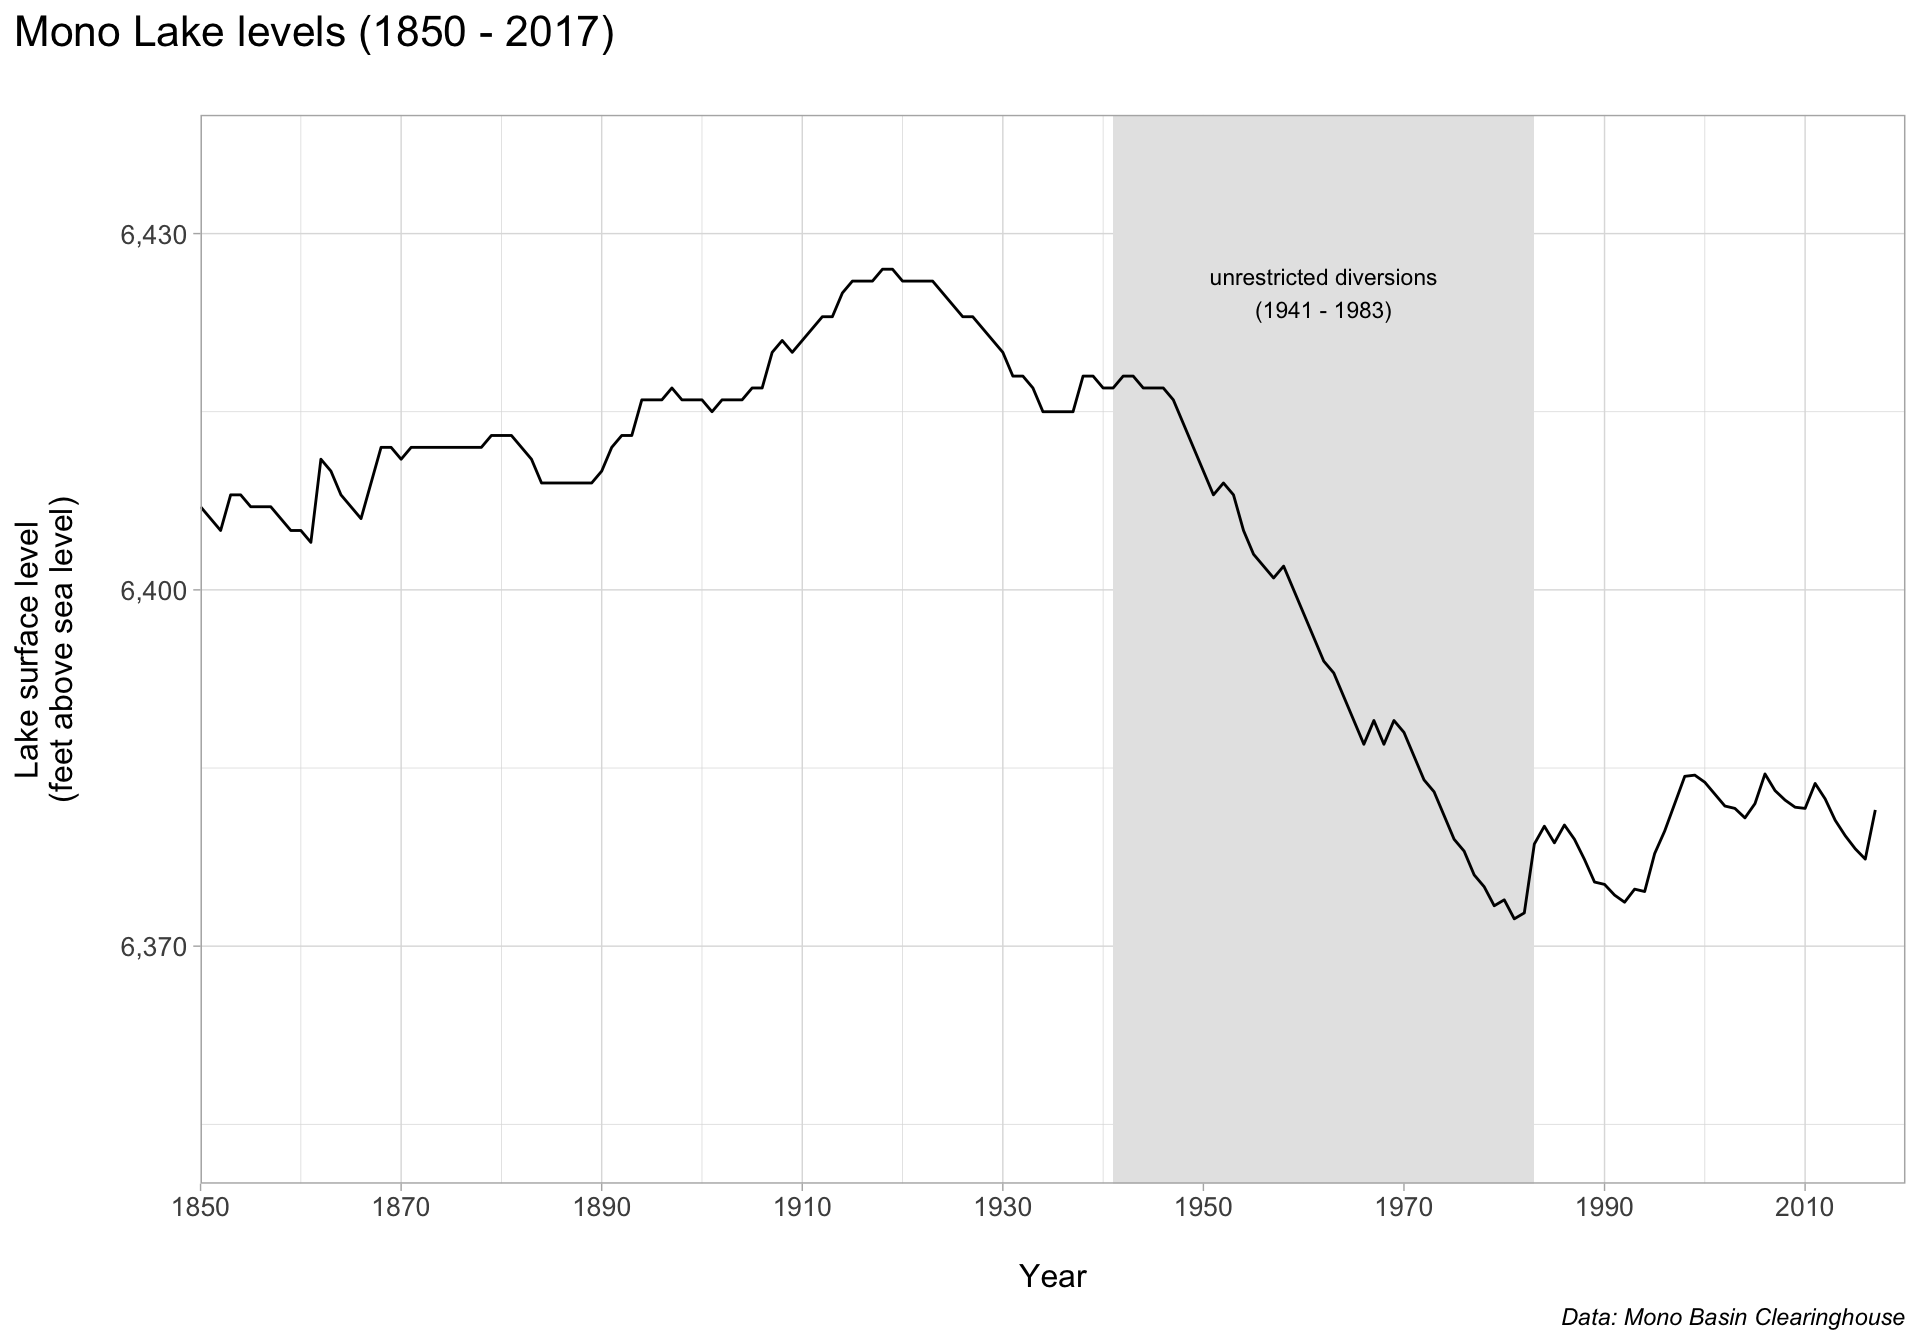 Mono Lake levels (1850 - 2017)
Lake surface level
(feet above sea level)
6,430
6,400
6,370
unrestricted diversions
(1941 - 1983)
1850
1870
1890
1910
1930
1950
1970
1990
2010
Year
Data: Mono Basin Clearinghouse